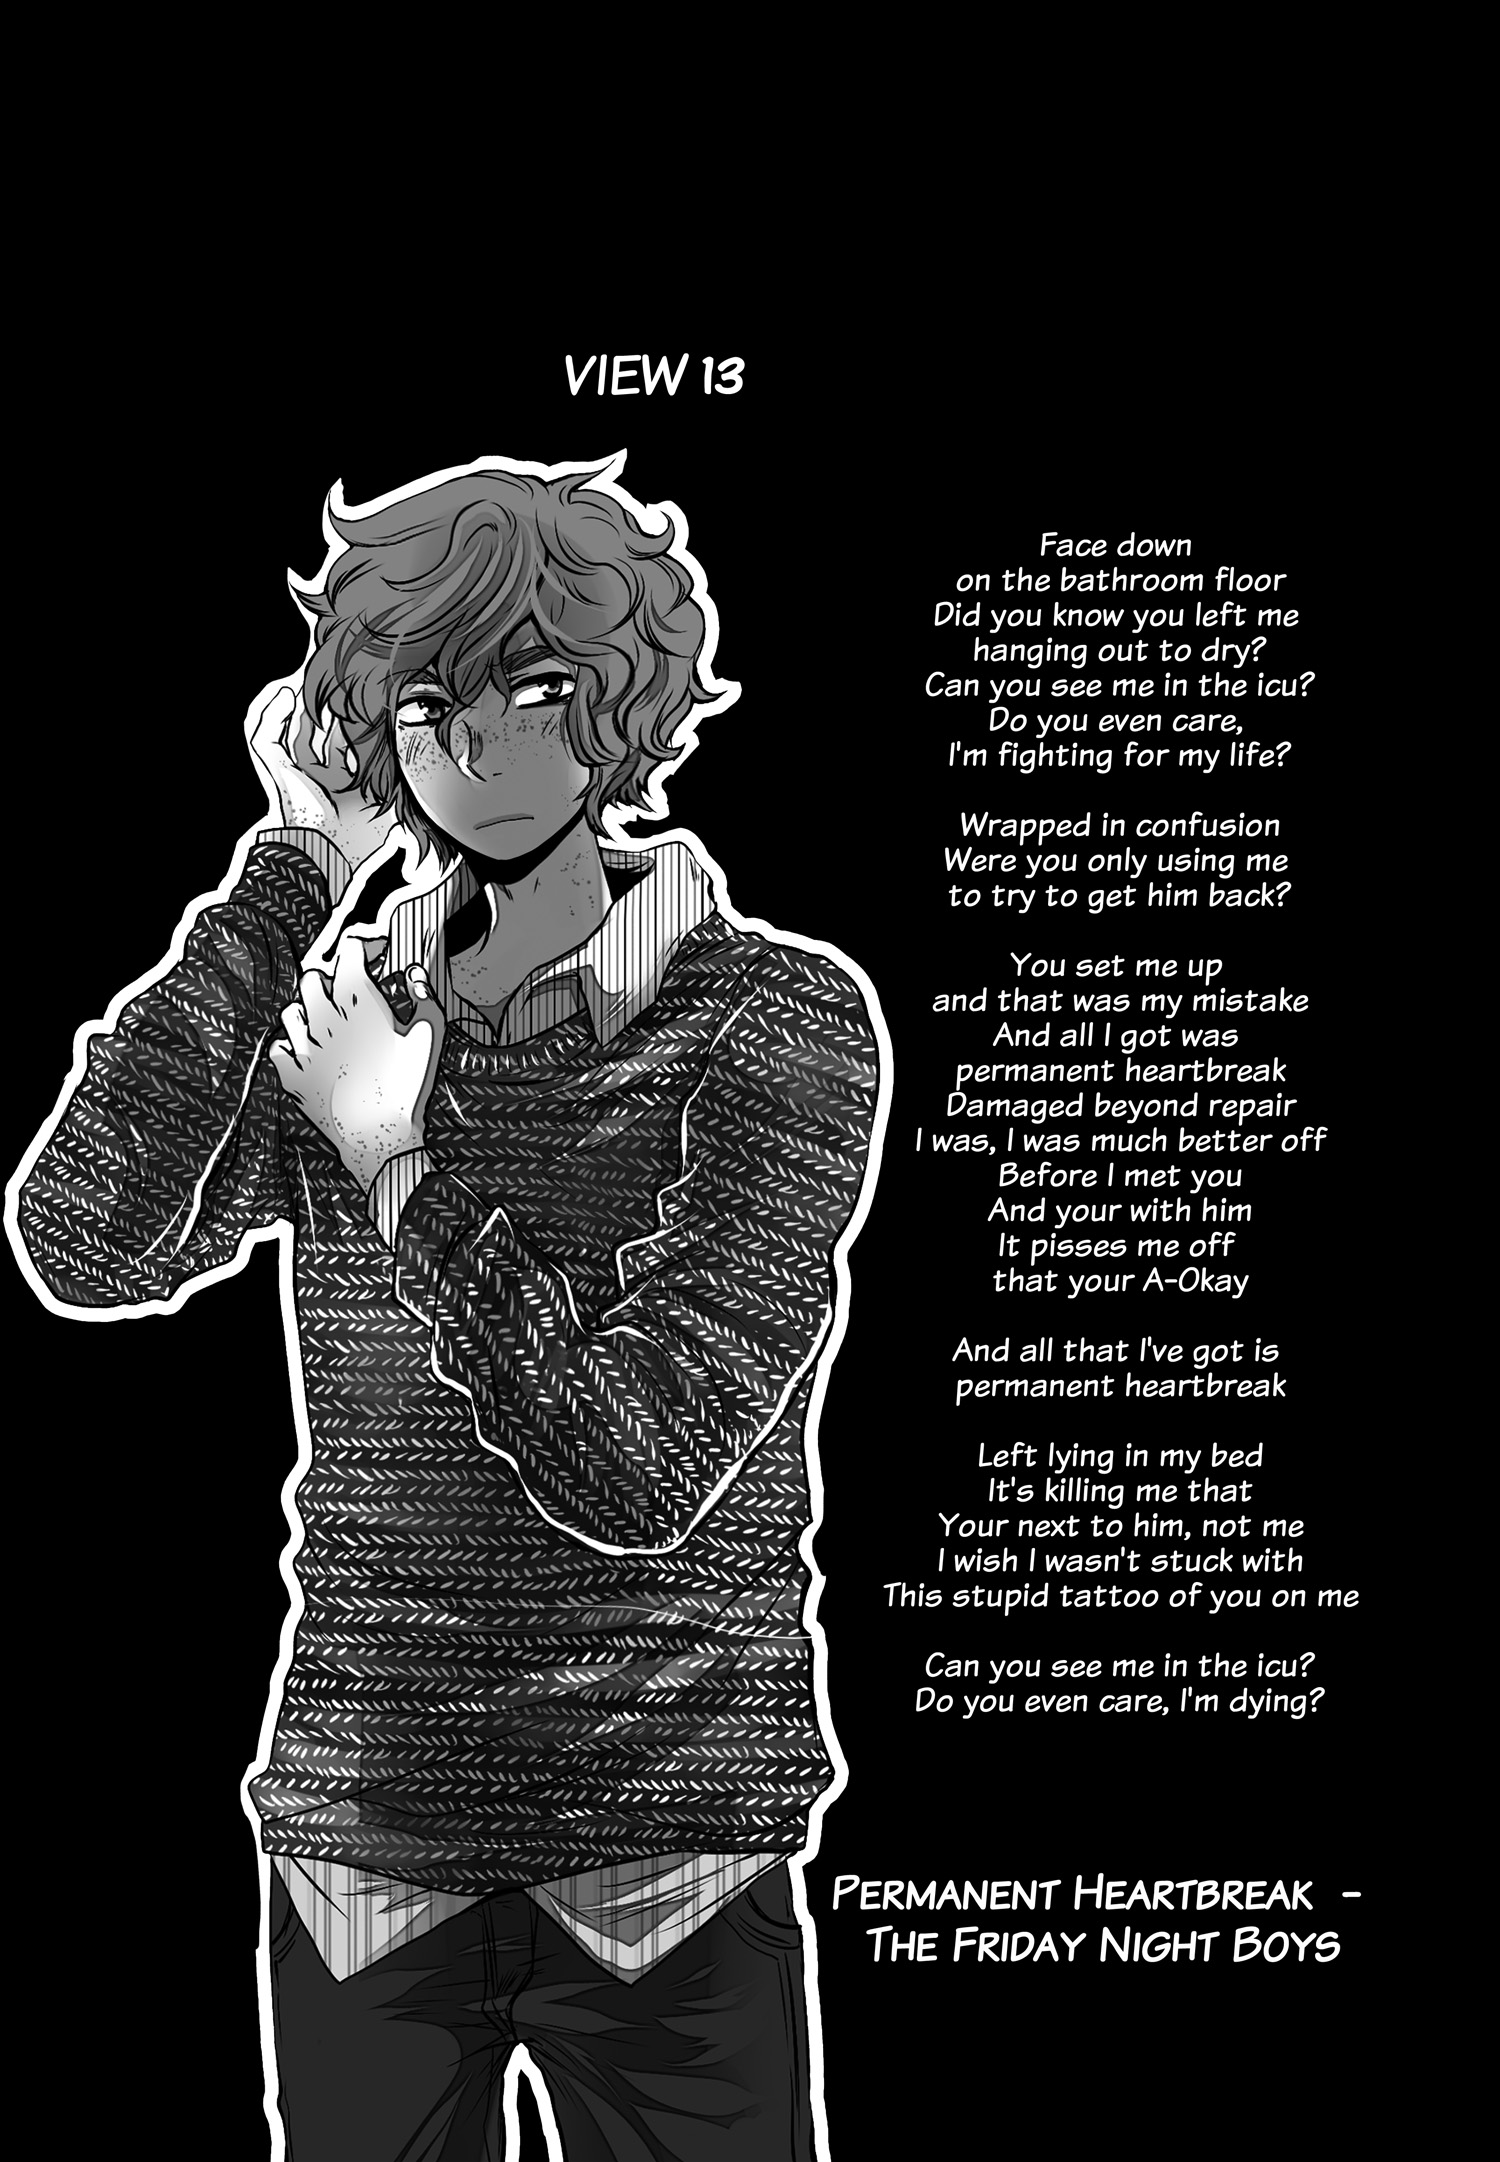 VIEW 13
Face down
on the bathroom floor
Did you know you left me
hanging out to dry?
Can you see me in the icu?
Do you even care,
I'm fighting for my life?
Wrapped in confusion
Were you only using me
to try to get him back?
You set me up
and that was my mistake
And all I got was
permanent heartbreak
Damaged beyond repair
I was, I was much better off
Before I met you
And your with him
It pisses me off
that your A-Okay
And all that I've got is
permanent heartbreak
Left lying in my bed
It's killing me that
Your next to him, not me
I wish I wasn't stuck with
This stupid tattoo of you on me
Can you see me in the icu?
Do you even care, I'm dying?
PERMANENT HEARTBREAK -
THE FRIDAY NIGHT BOYS